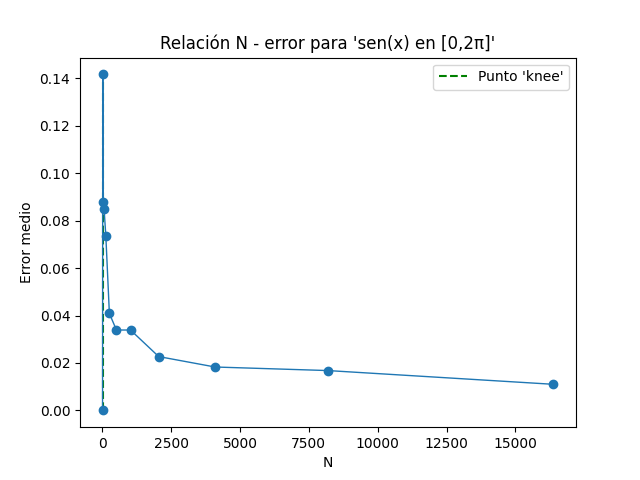 Relación N - error para 'sen(x) en [0,2π]'
Punto 'knee'
Error medio
0.14
0.12
0.10
0.08
0.06
0.04
0.02
0.00
0 2500 5000 7500 10000 12500 15000
N